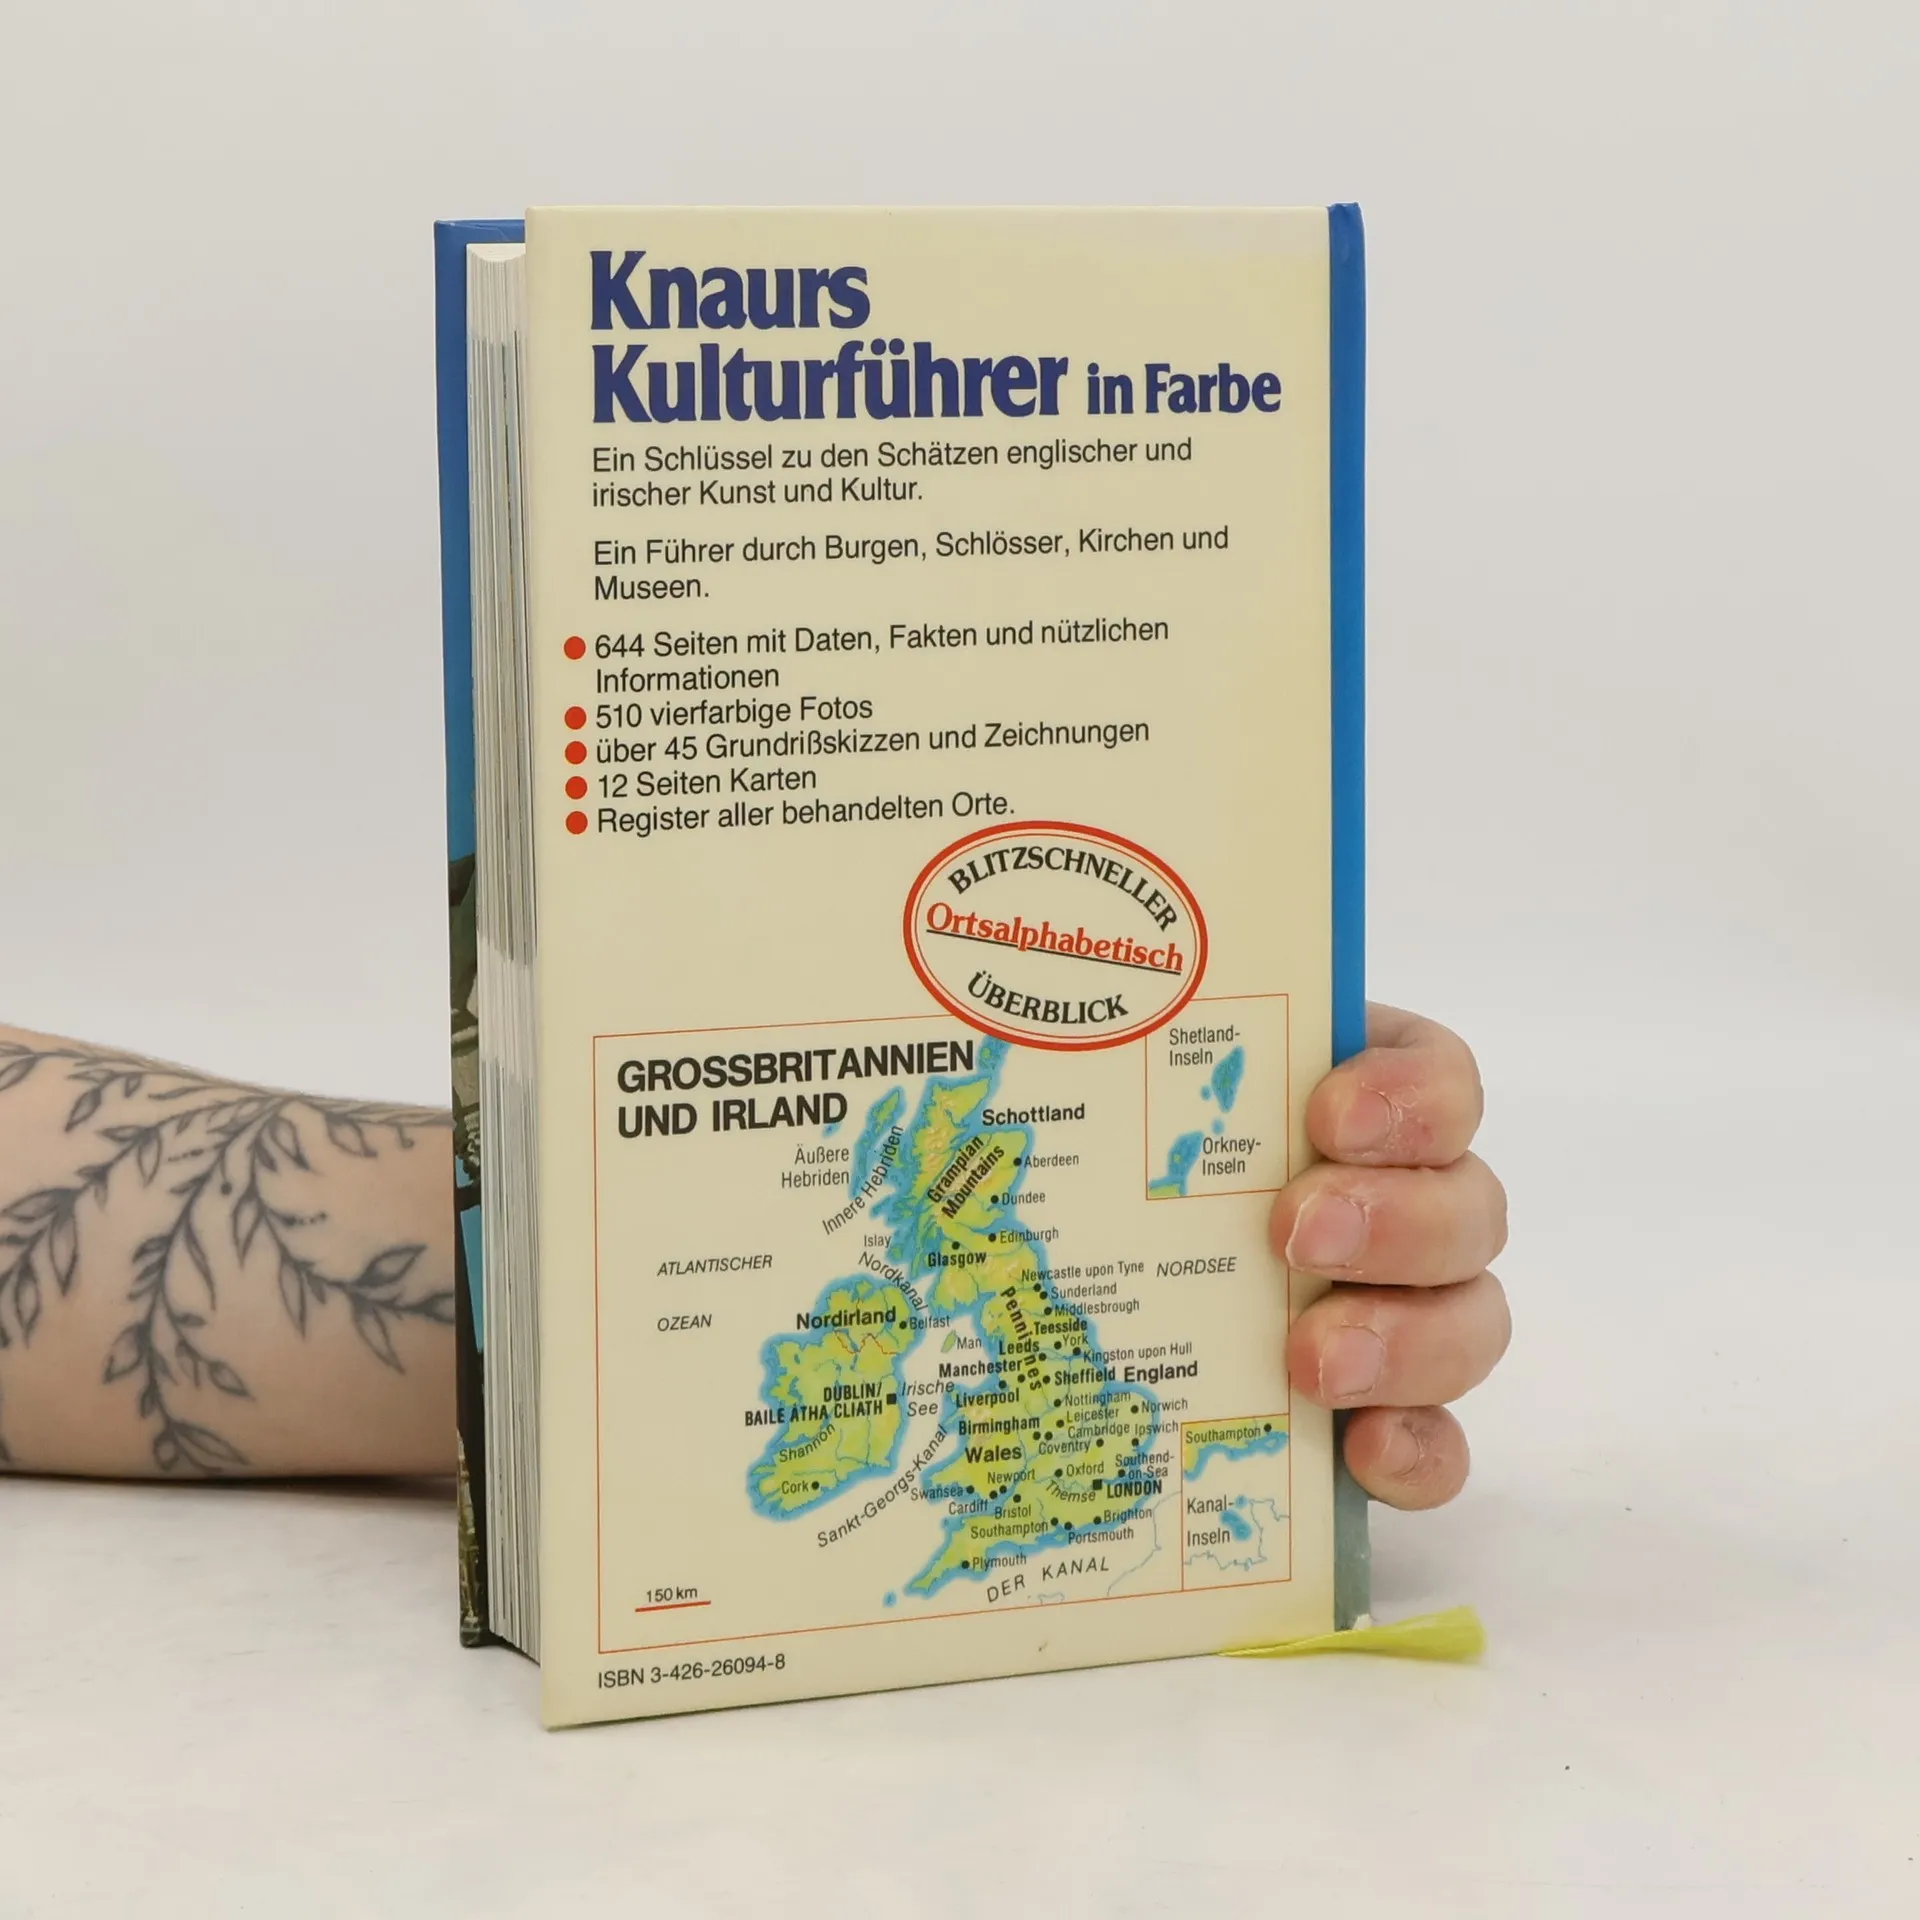 Knaurs
Kulturführer in Farbe
Ein Schlüssel zu den Schätzen englischer und
irischer Kunst und Kultur.
Ein Führer durch Burgen, Schlösser, Kirchen und
Museen.
644 Seiten mit Daten, Fakten und nützlichen
Informationen
510 vierfarbige Fotos
über 45 Grundrißskizzen und Zeichnungen
12 Seiten Karten
Register aller behandelten Orte.
BLITZSCHNELLER
Ortsalphabetisch
ÜBERBLICK
GROSSBRITANNIEN
UND IRLAND
Shetland-
Inseln
Orkney-
Inseln
Schottland
Äußere
Hebriden
Innere Hebriden
Grampian
Mountains
Aberdeen
Dundee
Islay
Edinburgh
Glasgow
Nordkanal
ATLANTISCHER
OZEAN
NORDSEE
Newcastle upon Tyne
Sunderland
Middlesbrough
Pennines
Teesside
Nordirland
Belfast
Man
Leeds
York
Kingston upon Hull
Manchester
Sheffield
England
DUBLIN/
BAILE ATHA CLIATH
Irische
See
Liverpool
Nottingham
Norwich
Leicester
Birmingham
Cambridge
Ipswich
Shannon
Wales
Coventry
Southend-
on-Sea
Newport
Oxford
Cork
Sankt-Georgs-Kanal
Swansea
Themse
LONDON
Cardiff
Bristol
Brighton
Southampton
Portsmouth
Plymouth
DER KANAL
Southampton
Kanal-
Inseln
150 km
ISBN 3-426-26094-8